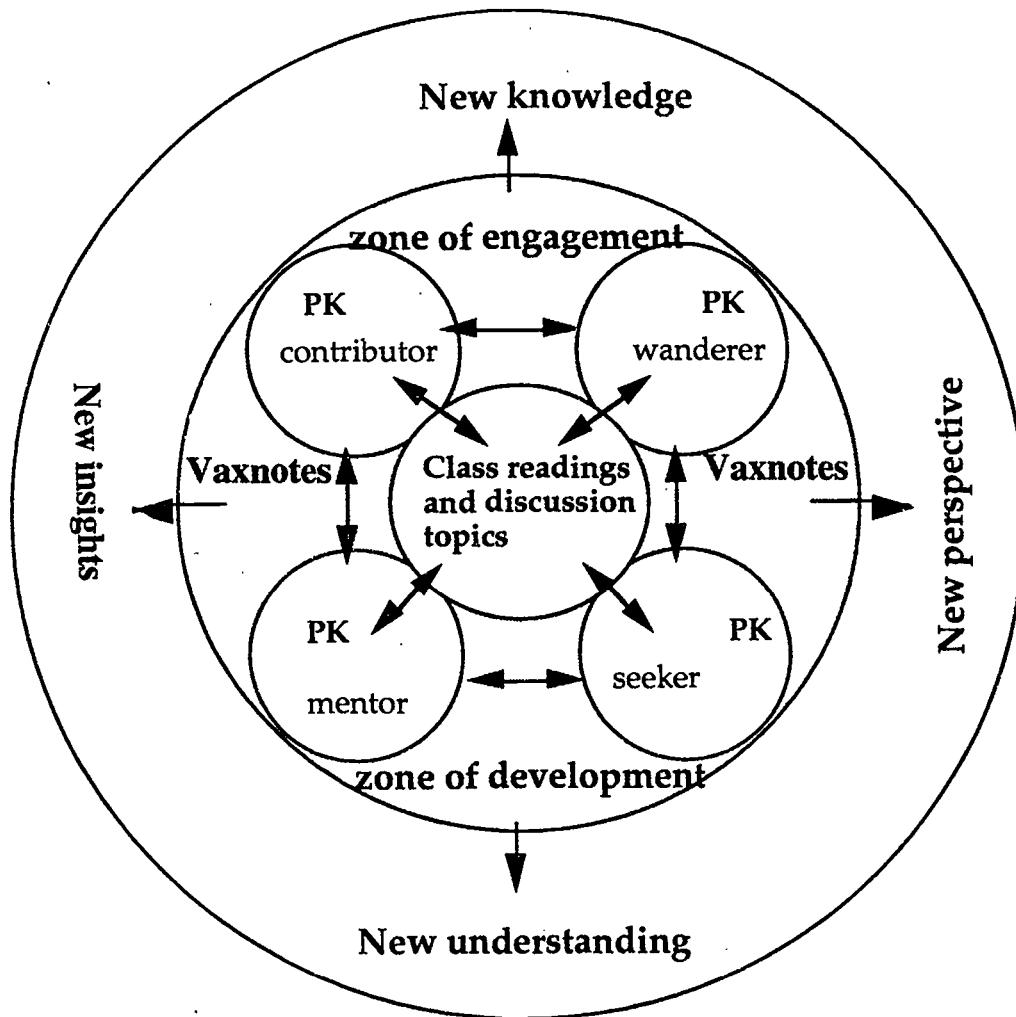 New knowledge
zone of engagement
PK
contributor
PK
wanderer
New insights
Vaxnotes
Class readings
and discussion
topics
Vaxnotes
New perspective
PK
mentor
PK
seeker
zone of development
New understanding